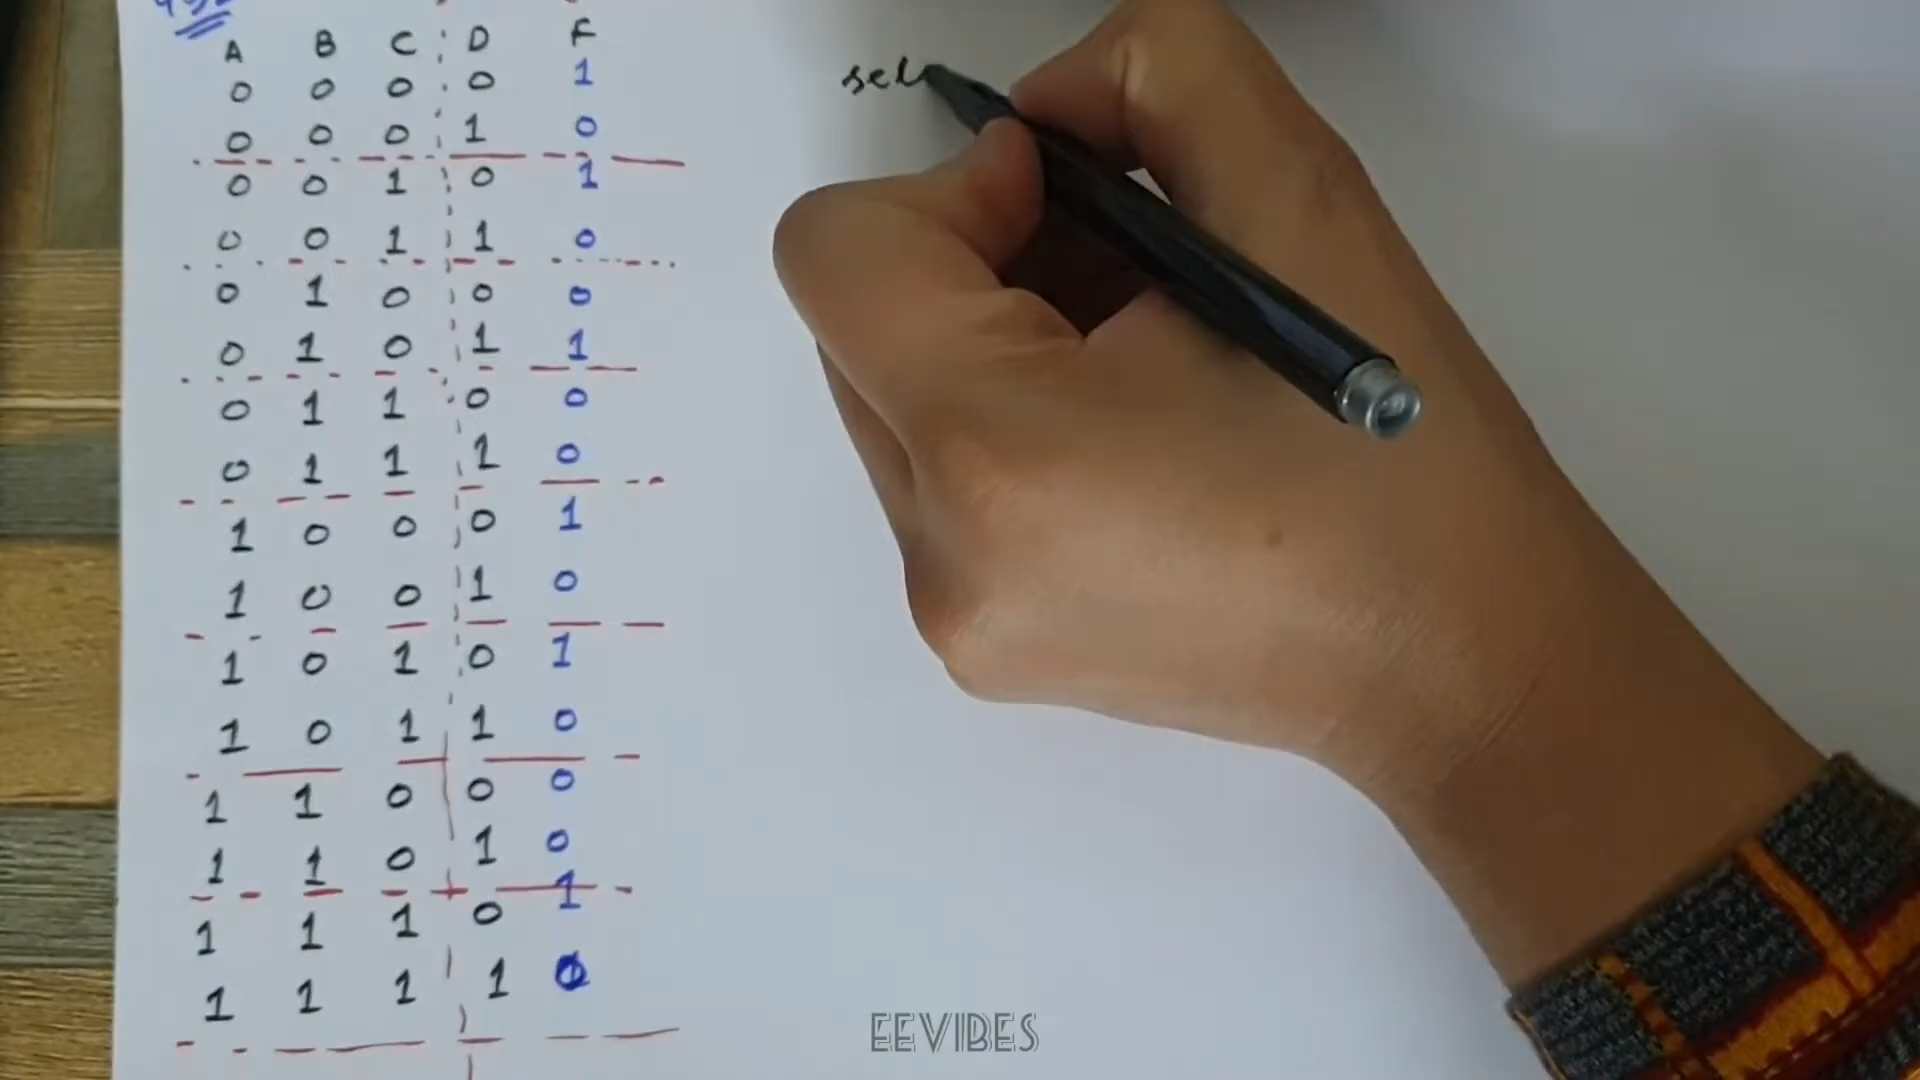 A B C D F
0 0 0 0 1
sel
0 0 0 1 0
0 0 1 0 1
0 0 1 1 0
0 1 0 0 0
0 1 0 1 1
0 1 1 0 0
0 1 1 1 0
1 0 0 0 1
1 0 0 1 0
1 0 1 0 1
1 0 1 1 0
1 1 0 0 0
1 1 0 1 0
1 1 1 0 1
1 1 1 1 0
EEVIBES